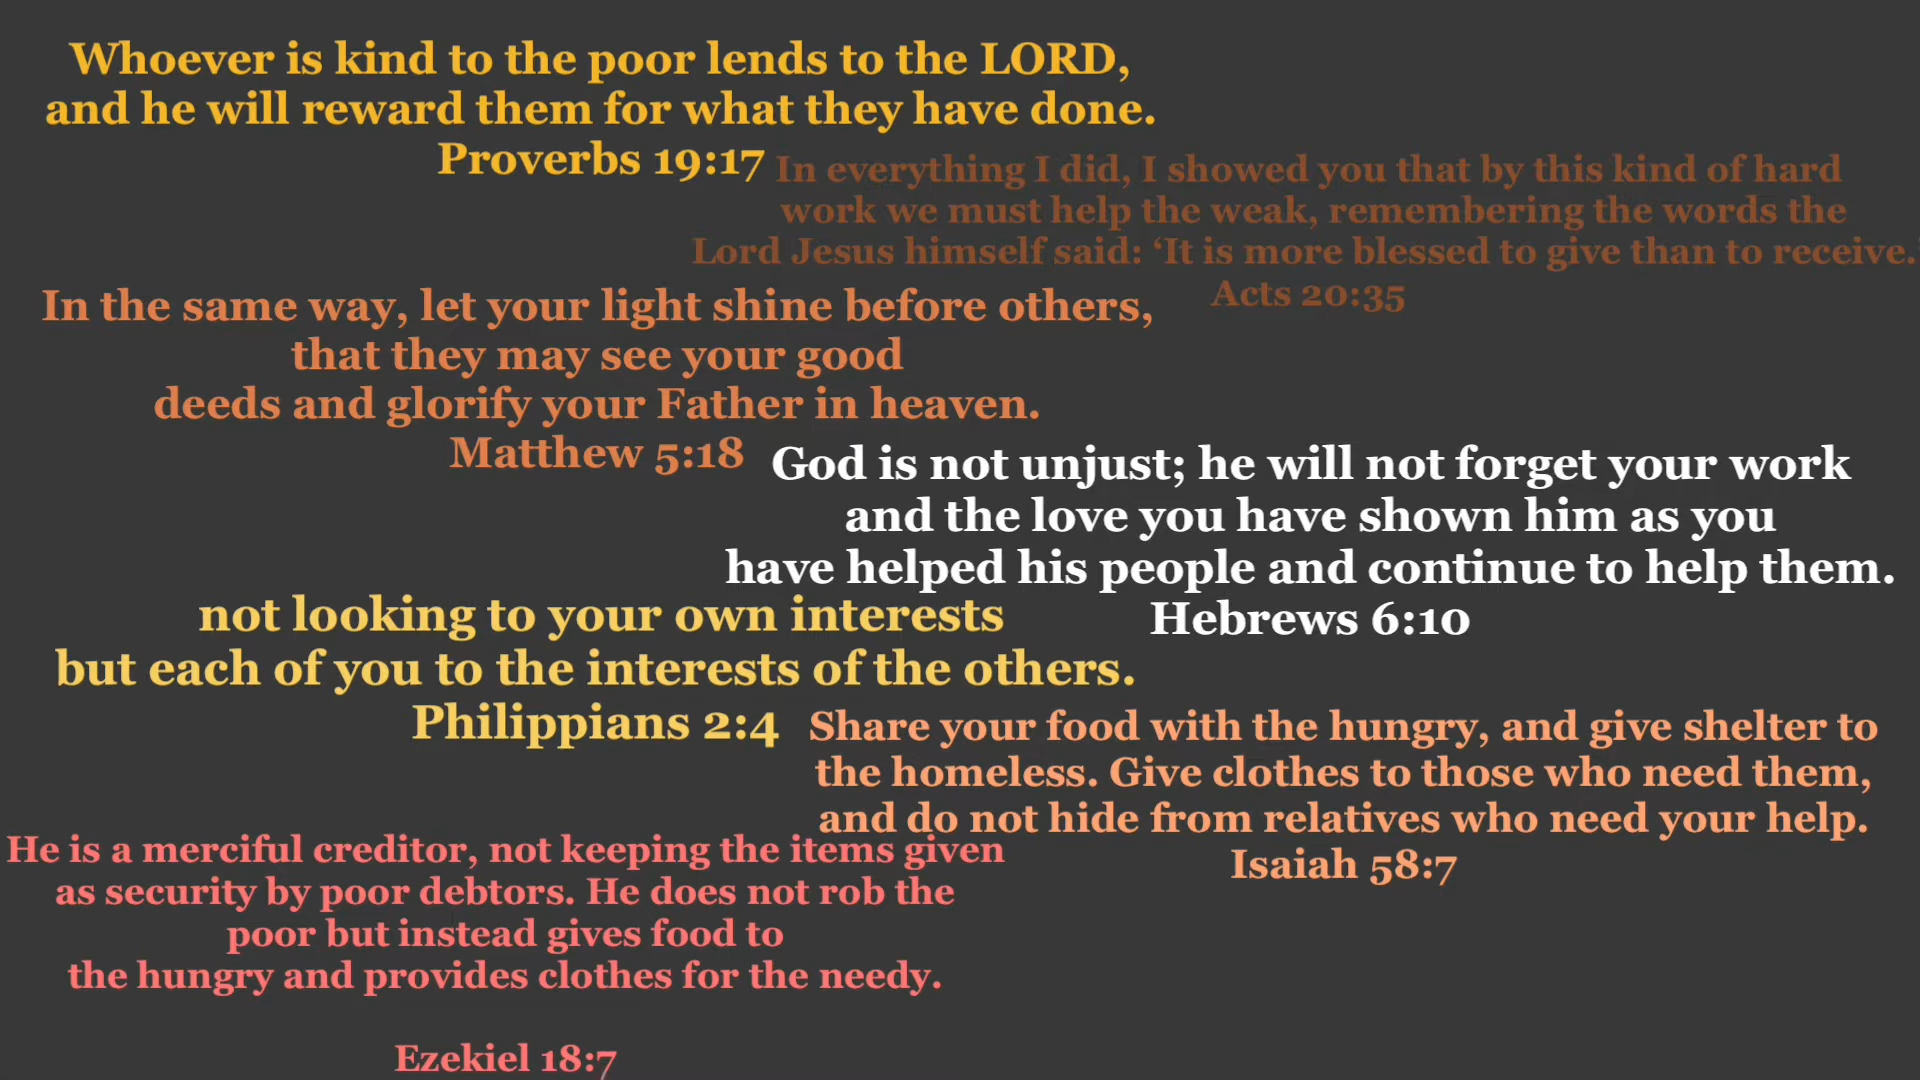 Whoever is kind to the poor lends to the LORD,
and he will reward them for what they have done.
Proverbs 19:17
In everything I did, I showed you that by this kind of hard
work we must help the weak, remembering the words the
Lord Jesus himself said: ‘It is more blessed to give than to receive.’
Acts 20:35
In the same way, let your light shine before others,
that they may see your good
deeds and glorify your Father in heaven.
Matthew 5:18
God is not unjust; he will not forget your work
and the love you have shown him as you
have helped his people and continue to help them.
Hebrews 6:10
not looking to your own interests
but each of you to the interests of the others.
Philippians 2:4
Share your food with the hungry, and give shelter to
the homeless. Give clothes to those who need them,
and do not hide from relatives who need your help.
Isaiah 58:7
He is a merciful creditor, not keeping the items given
as security by poor debtors. He does not rob the
poor but instead gives food to
the hungry and provides clothes for the needy.
Ezekiel 18:7